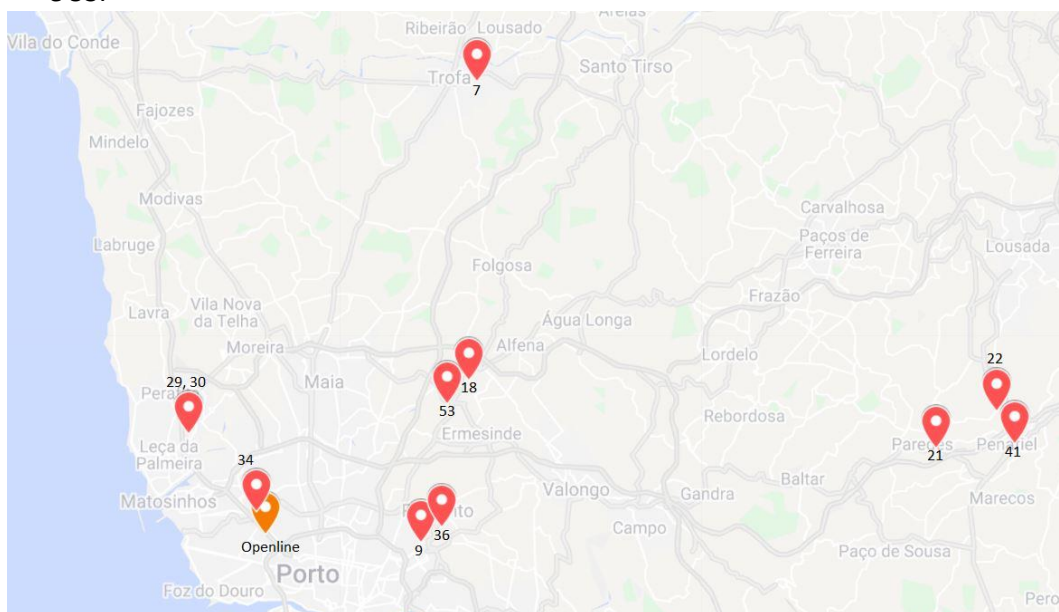 Ribeirão Lousado
Vila do Conde
Trofa
Santo Tirso
7
Fajozes
Mindelo
Modivas
Carvalhosa
Labruge
Paços de
Ferreira
Lousada
Folgosa
Frazão
Lavra
Vila Nova
da Telha
Água Longa
Moreira
Alfena
Lordelo
22
29, 30
Maia
18
53
Rebordosa
Ermesinde
Leça da
Palmeira
21
Penafiel
41
34
Baltar
Valongo
Gandra
Marecos
Matosinhos
36
Campo
Openline
9
Paço de Sousa
Porto
Foz do Douro